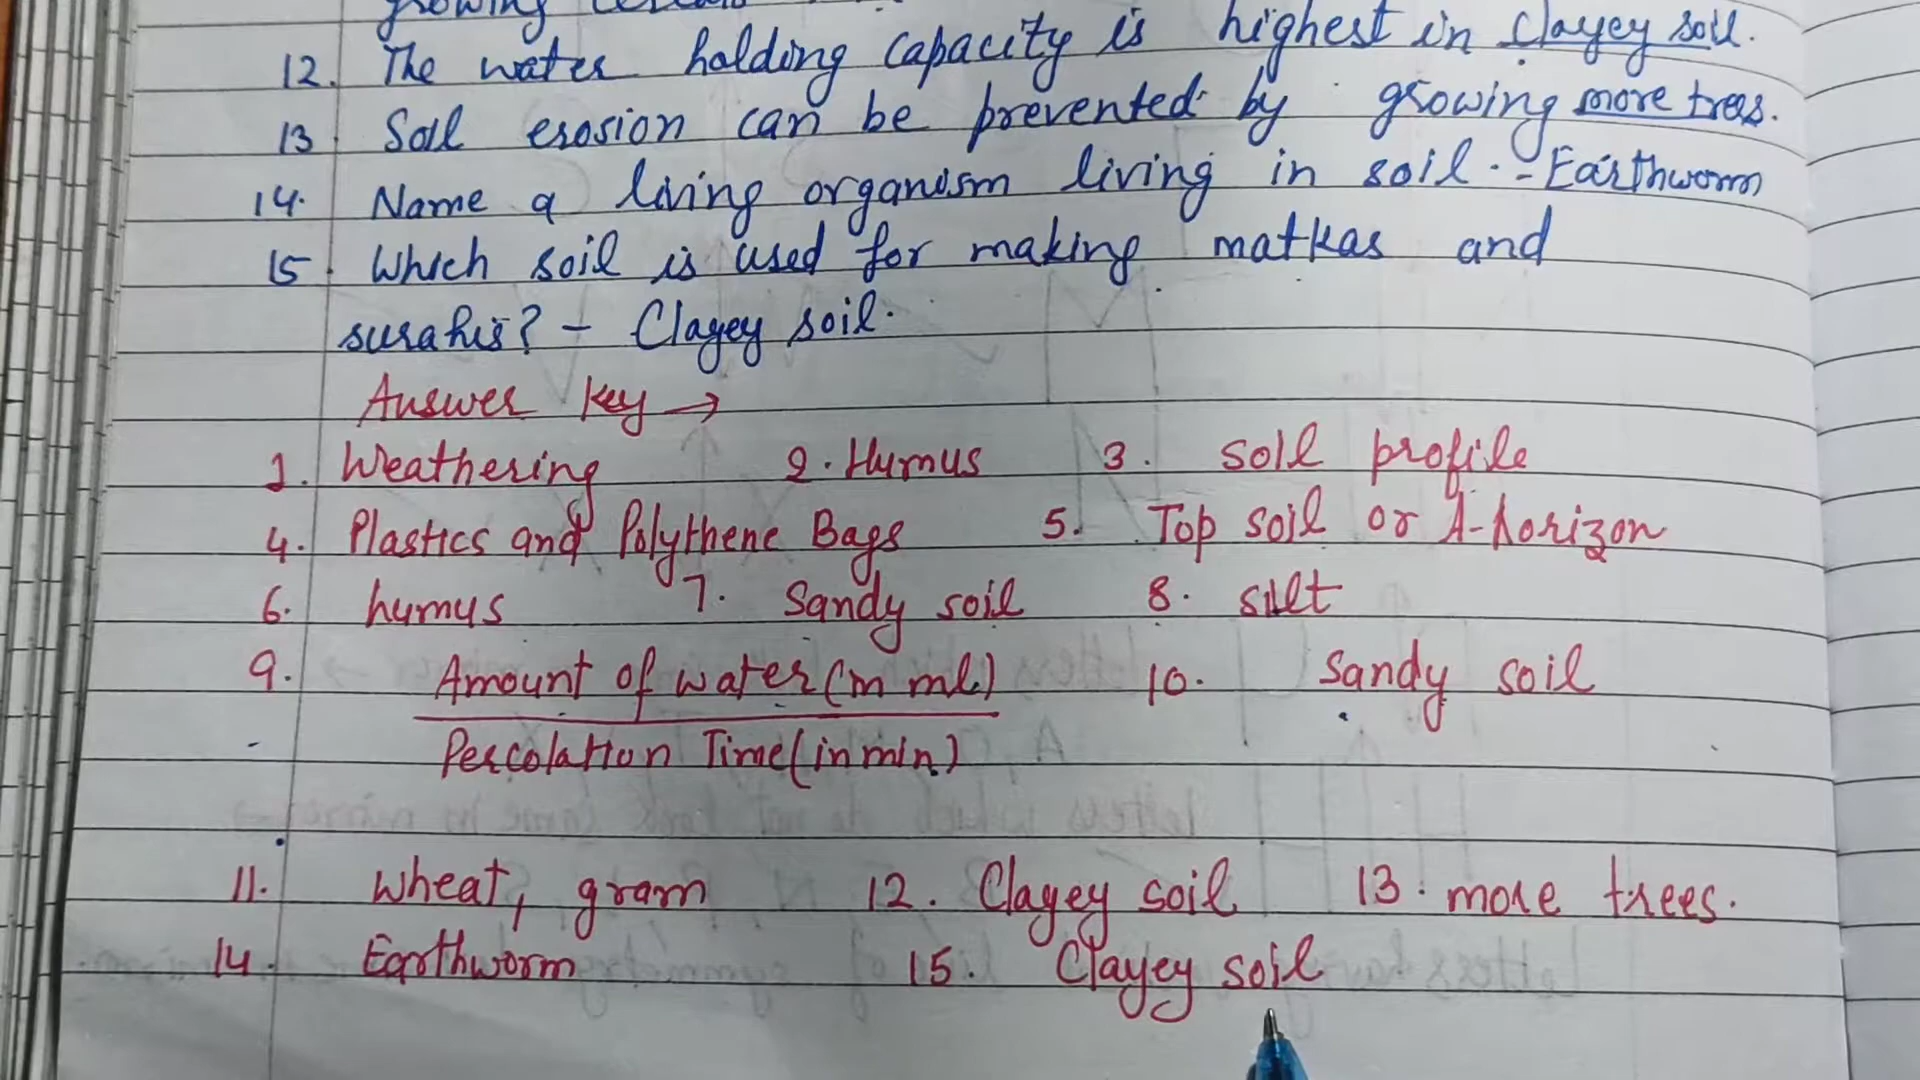 growing
12. The water holding capacity is highest in Clayey soil.
13. Soil erosion can be prevented by growing more trees.
14. Name a living organism living in soil. - Earthworm
15. Which soil is used for making matkas and
surahis? - Clayey soil.
Answer Key →
1. Weathering 2. Humus 3. Soil profile
4. Plastics and Polythene Bags 5. Top soil or A-horizon
6. humus 7. Sandy soil 8. silt
9. Amount of water (in ml) 10. Sandy soil
Percolation Time (in min)
11. wheat, gram 12. Clayey soil 13. more trees.
14. Earthworm 15. Clayey soil